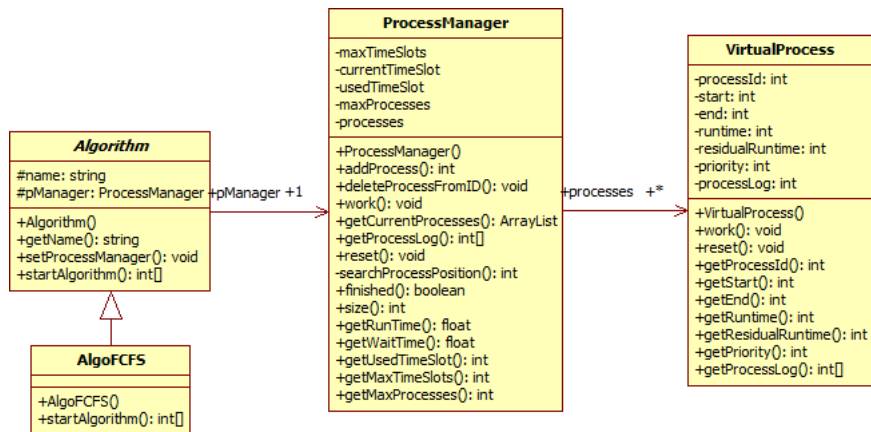 ProcessManager
-maxTimeSlots
-currentTimeSlot
-usedTimeSlot
-maxProcesses
-processes
+ProcessManager()
+addProcess(): int
+deleteProcessFromID(): void
+work(): void
+getCurrentProcesses(): ArrayList
+getProcessLog(): int[]
+reset(): void
-searchProcessPosition(): int
+finished(): boolean
+size(): int
+getRunTime(): float
+getWaitTime(): float
+getUsedTimeSlot(): int
+getMaxTimeSlots(): int
+getMaxProcesses(): int
VirtualProcess
-processId: int
-start: int
-end: int
-runtime: int
-residualRuntime: int
-priority: int
-processLog: int
+VirtualProcess()
+work(): void
+reset(): void
+getProcessId(): int
+getStart(): int
+getEnd(): int
+getRuntime(): int
+getResidualRuntime(): int
+getPriority(): int
+getProcessLog(): int[]
Algorithm
#name: string
#pManager: ProcessManager
+Algorithm()
+getName(): string
+setProcessManager(): void
+startAlgorithm(): int[]
+pManager +1
+processes +*
AlgoFCFS
+AlgoFCFS()
+startAlgorithm(): int[]